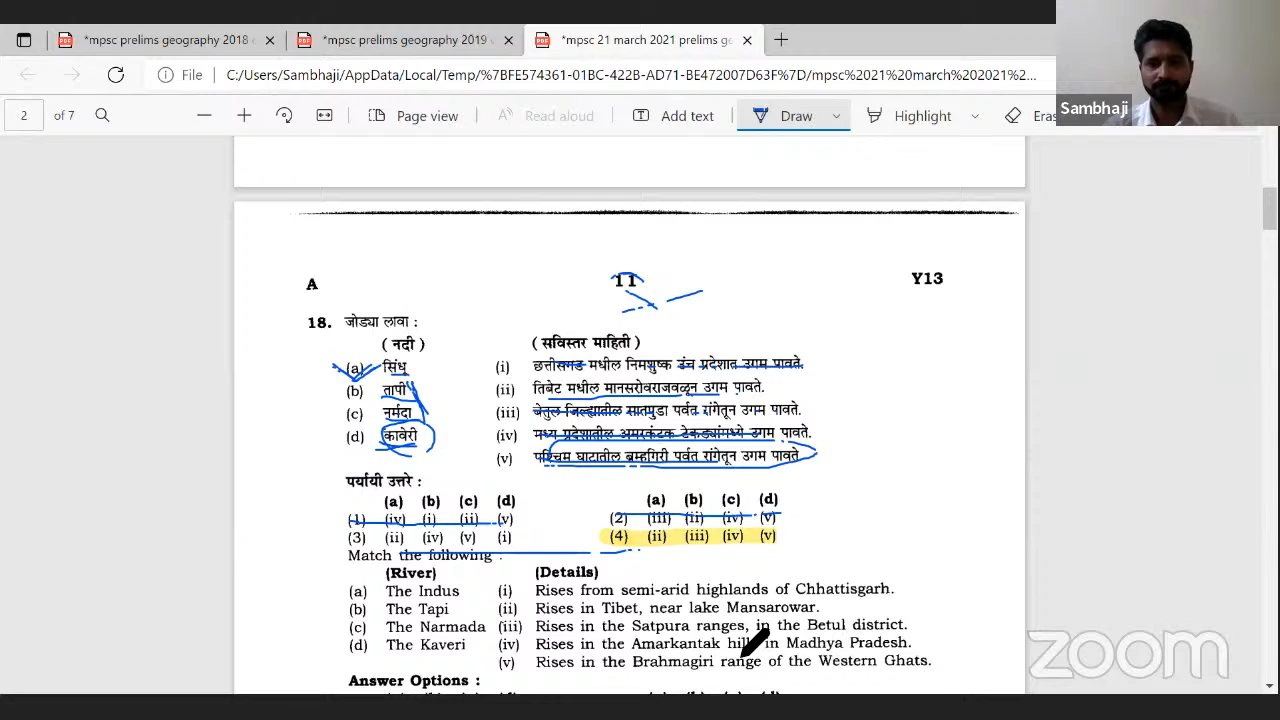 *mpsc prelims geography 2018
*mpsc prelims geography 2019
*mpsc 21 march 2021 prelims ge
File C:/Users/Sambhaji/AppData/Local/Temp/%7BFE574361-01BC-422B-AD71-BE472007D63F%7D/mpsc%2021%20march%202021%2...
2 of 7 Page view Read aloud Add text Draw Highlight Eras
Sambhaji
A 11 Y13
18. जोड्या लावा :
(नदी) (सविस्तर माहिती)
(a) सिंधू (i) छत्तीसगड मधील निमशुष्क उंच प्रदेशात उगम पावते.
(b) तापी (ii) तिबेट मधील मानसरोवराजवळून उगम पावते.
(c) नर्मदा (iii) बेतुल जिल्ह्यातील सातपुडा पर्वत रांगेतून उगम पावते.
(d) कावेरी (iv) मध्य प्रदेशातील अमरकंटक टेकड्यांमध्ये उगम पावते.
(v) पश्चिम घाटातील ब्रम्हगिरी पर्वत रांगेतून उगम पावते
पर्यायी उत्तरे :
(a) (b) (c) (d) (a) (b) (c) (d)
(1) (iv) (i) (ii) (v) (2) (iii) (ii) (iv) (v)
(3) (ii) (iv) (v) (i) (4) (ii) (iii) (iv) (v)
Match the following :
(River) (Details)
(a) The Indus (i) Rises from semi-arid highlands of Chhattisgarh.
(b) The Tapi (ii) Rises in Tibet, near lake Mansarowar.
(c) The Narmada (iii) Rises in the Satpura ranges, in the Betul district.
(d) The Kaveri (iv) Rises in the Amarkantak hills in Madhya Pradesh.
(v) Rises in the Brahmagiri range of the Western Ghats.
Answer Options :
zoom